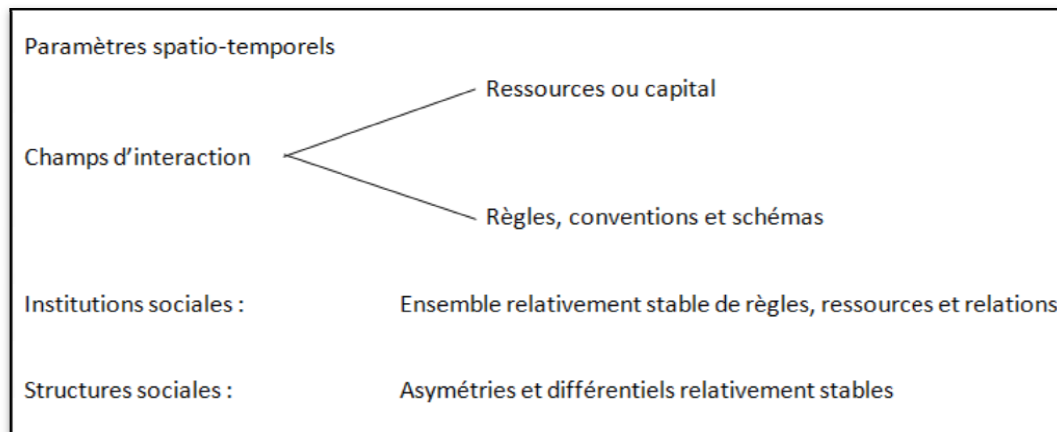 Paramètres spatio-temporels
Ressources ou capital
Champs d’interaction
Règles, conventions et schémas
Institutions sociales : Ensemble relativement stable de règles, ressources et relations
Structures sociales : Asymétries et différentiels relativement stables